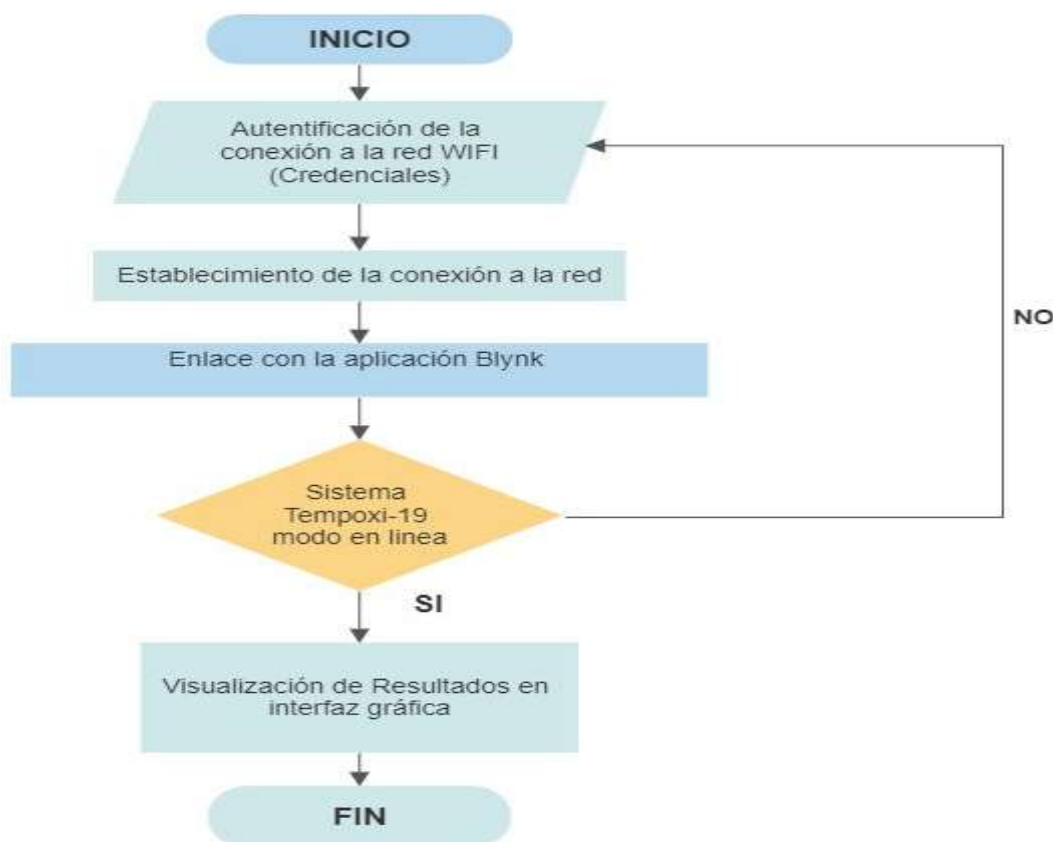 INICIO
Autentificación de la
conexión a la red WIFI
(Credenciales)
Establecimiento de la conexión a la red
NO
Enlace con la aplicación Blynk
Sistema
Tempoxi-19
modo en linea
SI
Visualización de Resultados en
interfaz gráfica
FIN